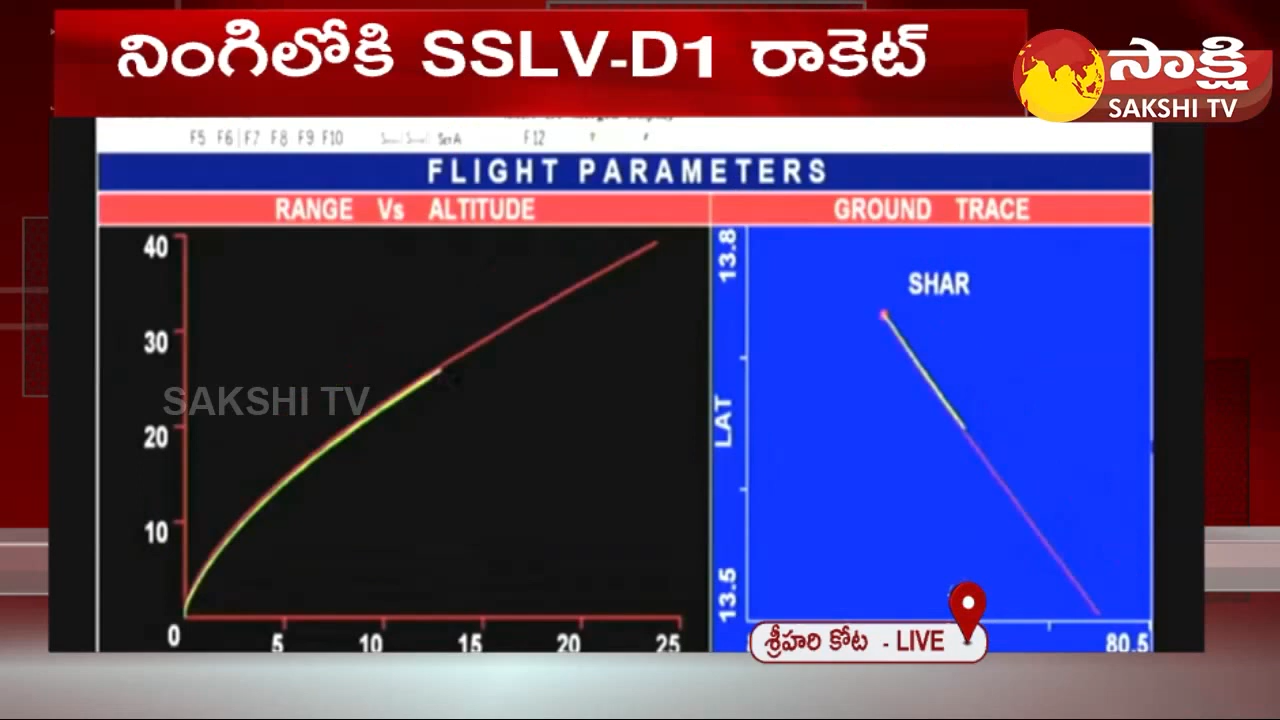 నింగిలోకి SSLV-D1 రాకెట్
సాక్షి
SAKSHI TV
F5 F6 F7 F8 F9 F10 Set A F12
FLIGHT PARAMETERS
RANGE Vs ALTITUDE
GROUND TRACE
40
30
20
10
0 5 10 15 20 25
SAKSHI TV
13.8
SHAR
LAT
13.5
80.5
శ్రీహరి కోట - LIVE